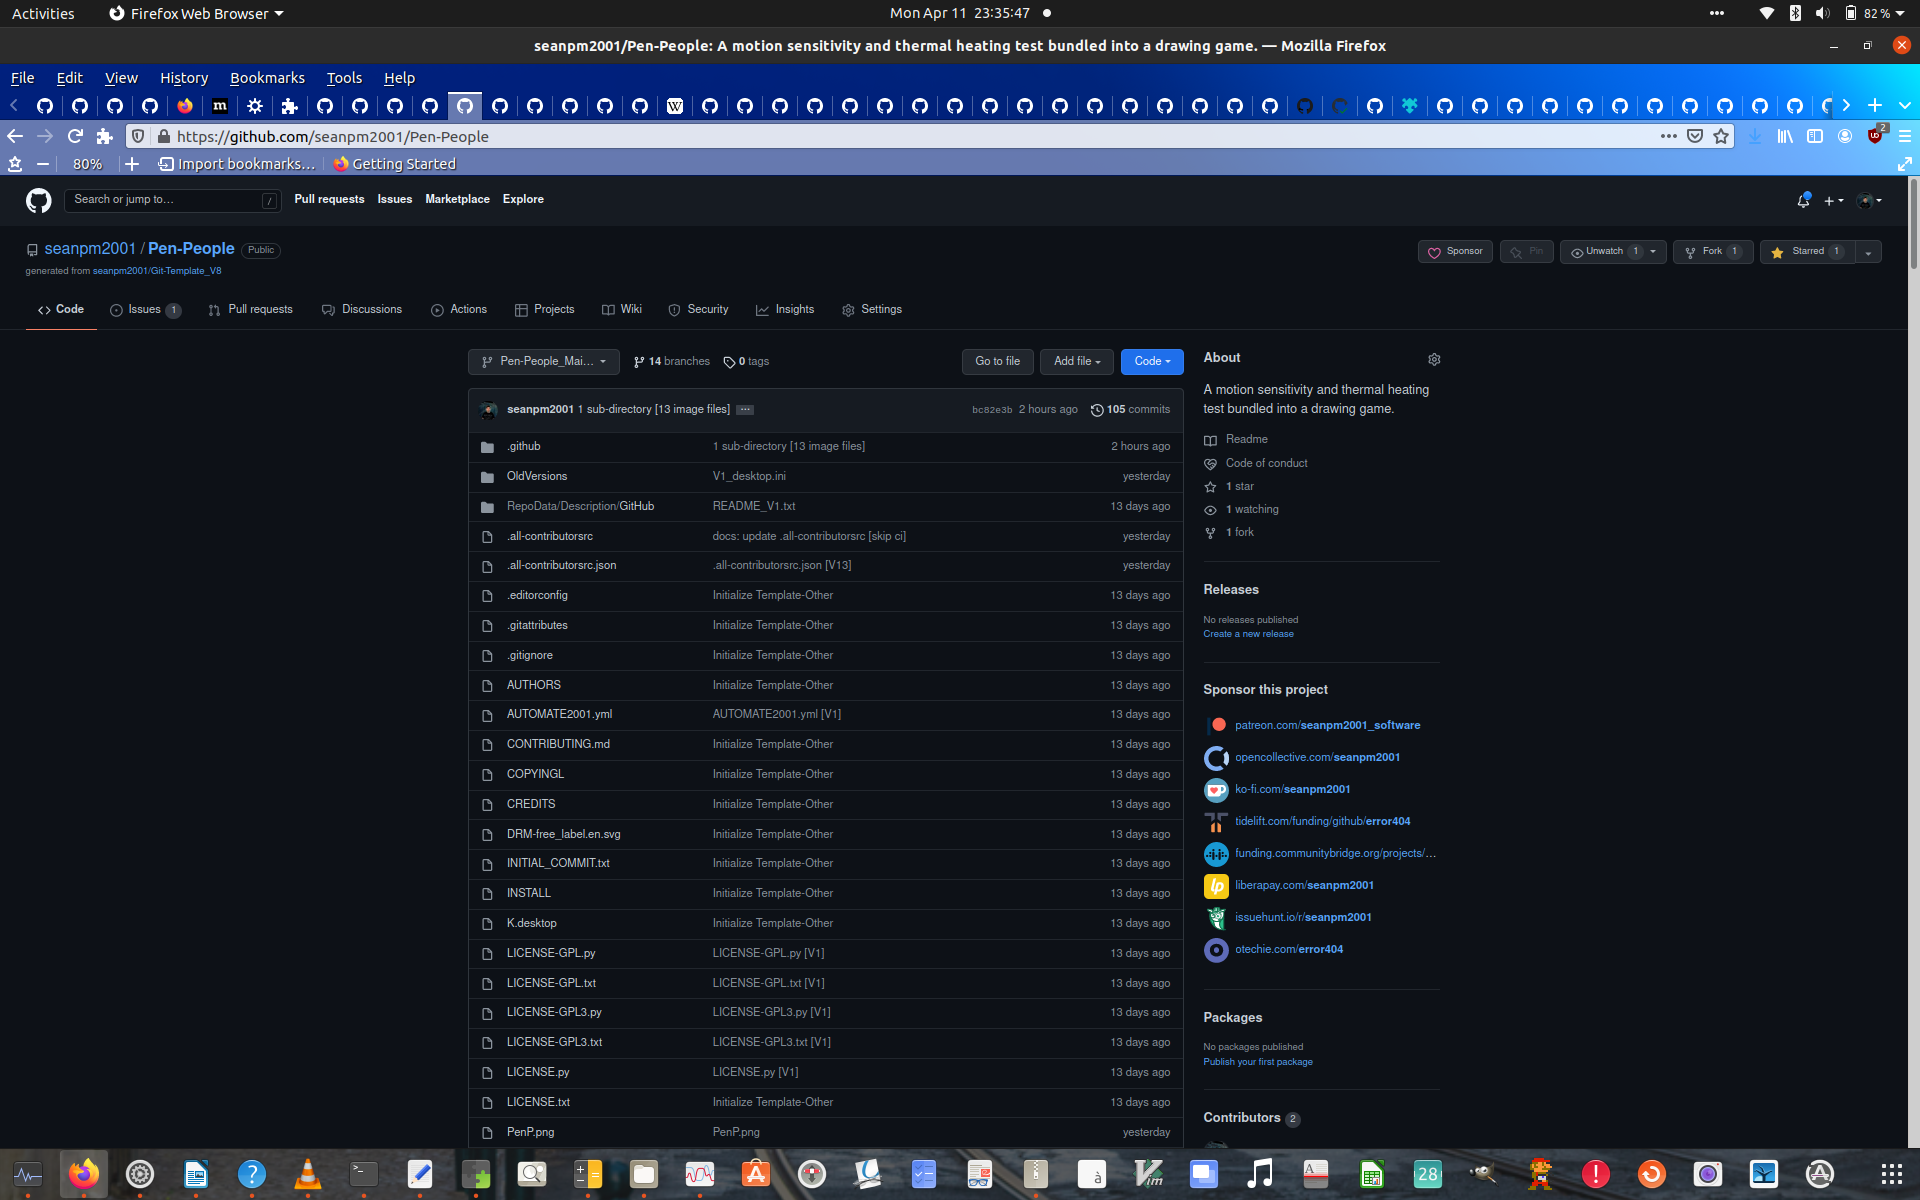 Activities Firefox Web Browser Mon Apr 11 23:35:47 82 %
seanpm2001/Pen-People: A motion sensitivity and thermal heating test bundled into a drawing game. — Mozilla Firefox
File Edit View History Bookmarks Tools Help
https://github.com/seanpm2001/Pen-People 2
80% Import bookmarks… Getting Started
Search or jump to… / Pull requests Issues Marketplace Explore
seanpm2001 / Pen-People Public Sponsor Pin Unwatch 1 Fork 1 Starred 1
generated from seanpm2001/Git-Template_V8
Code Issues 1 Pull requests Discussions Actions Projects Wiki Security Insights Settings
Pen-People_Mai… 14 branches 0 tags Go to file Add file Code
seanpm2001 1 sub-directory [13 image files] ... bc82e3b 2 hours ago 105 commits
.github 1 sub-directory [13 image files] 2 hours ago
OldVersions V1_desktop.ini yesterday
RepoData/Description/GitHub README_V1.txt 13 days ago
.all-contributorsrc docs: update .all-contributorsrc [skip ci] yesterday
.all-contributorsrc.json .all-contributorsrc.json [V13] yesterday
.editorconfig Initialize Template-Other 13 days ago
.gitattributes Initialize Template-Other 13 days ago
.gitignore Initialize Template-Other 13 days ago
AUTHORS Initialize Template-Other 13 days ago
AUTOMATE2001.yml AUTOMATE2001.yml [V1] 13 days ago
CONTRIBUTING.md Initialize Template-Other 13 days ago
COPYINGL Initialize Template-Other 13 days ago
CREDITS Initialize Template-Other 13 days ago
DRM-free_label.en.svg Initialize Template-Other 13 days ago
INITIAL_COMMIT.txt Initialize Template-Other 13 days ago
INSTALL Initialize Template-Other 13 days ago
K.desktop Initialize Template-Other 13 days ago
LICENSE-GPL.py LICENSE-GPL.py [V1] 13 days ago
LICENSE-GPL.txt LICENSE-GPL.txt [V1] 13 days ago
LICENSE-GPL3.py LICENSE-GPL3.py [V1] 13 days ago
LICENSE-GPL3.txt LICENSE-GPL3.txt [V1] 13 days ago
LICENSE.py LICENSE.py [V1] 13 days ago
LICENSE.txt Initialize Template-Other 13 days ago
PenP.png PenP.png yesterday
About
A motion sensitivity and thermal heating
test bundled into a drawing game.
Readme
Code of conduct
1 star
1 watching
1 fork
Releases
No releases published
Create a new release
Sponsor this project
patreon.com/seanpm2001_software
opencollective.com/seanpm2001
ko-fi.com/seanpm2001
tidelift.com/funding/github/error404
funding.communitybridge.org/projects/…
liberapay.com/seanpm2001
issuehunt.io/r/seanpm2001
otechie.com/error404
Packages
No packages published
Publish your first package
Contributors 2
28